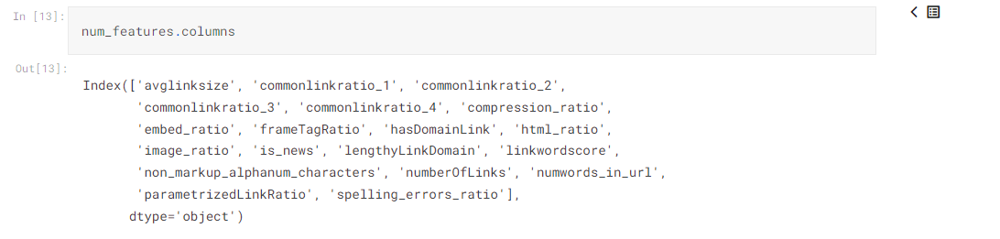 In [13]:
num_features.columns
Out[13]:
Index(['avglinksize', 'commonlinkratio_1', 'commonlinkratio_2',
'commonlinkratio_3', 'commonlinkratio_4', 'compression_ratio',
'embed_ratio', 'frameTagRatio', 'hasDomainLink', 'html_ratio',
'image_ratio', 'is_news', 'lengthyLinkDomain', 'linkwordscore',
'non_markup_alphanum_characters', 'numberOfLinks', 'numwords_in_url',
'parametrizedLinkRatio', 'spelling_errors_ratio'],
dtype='object')